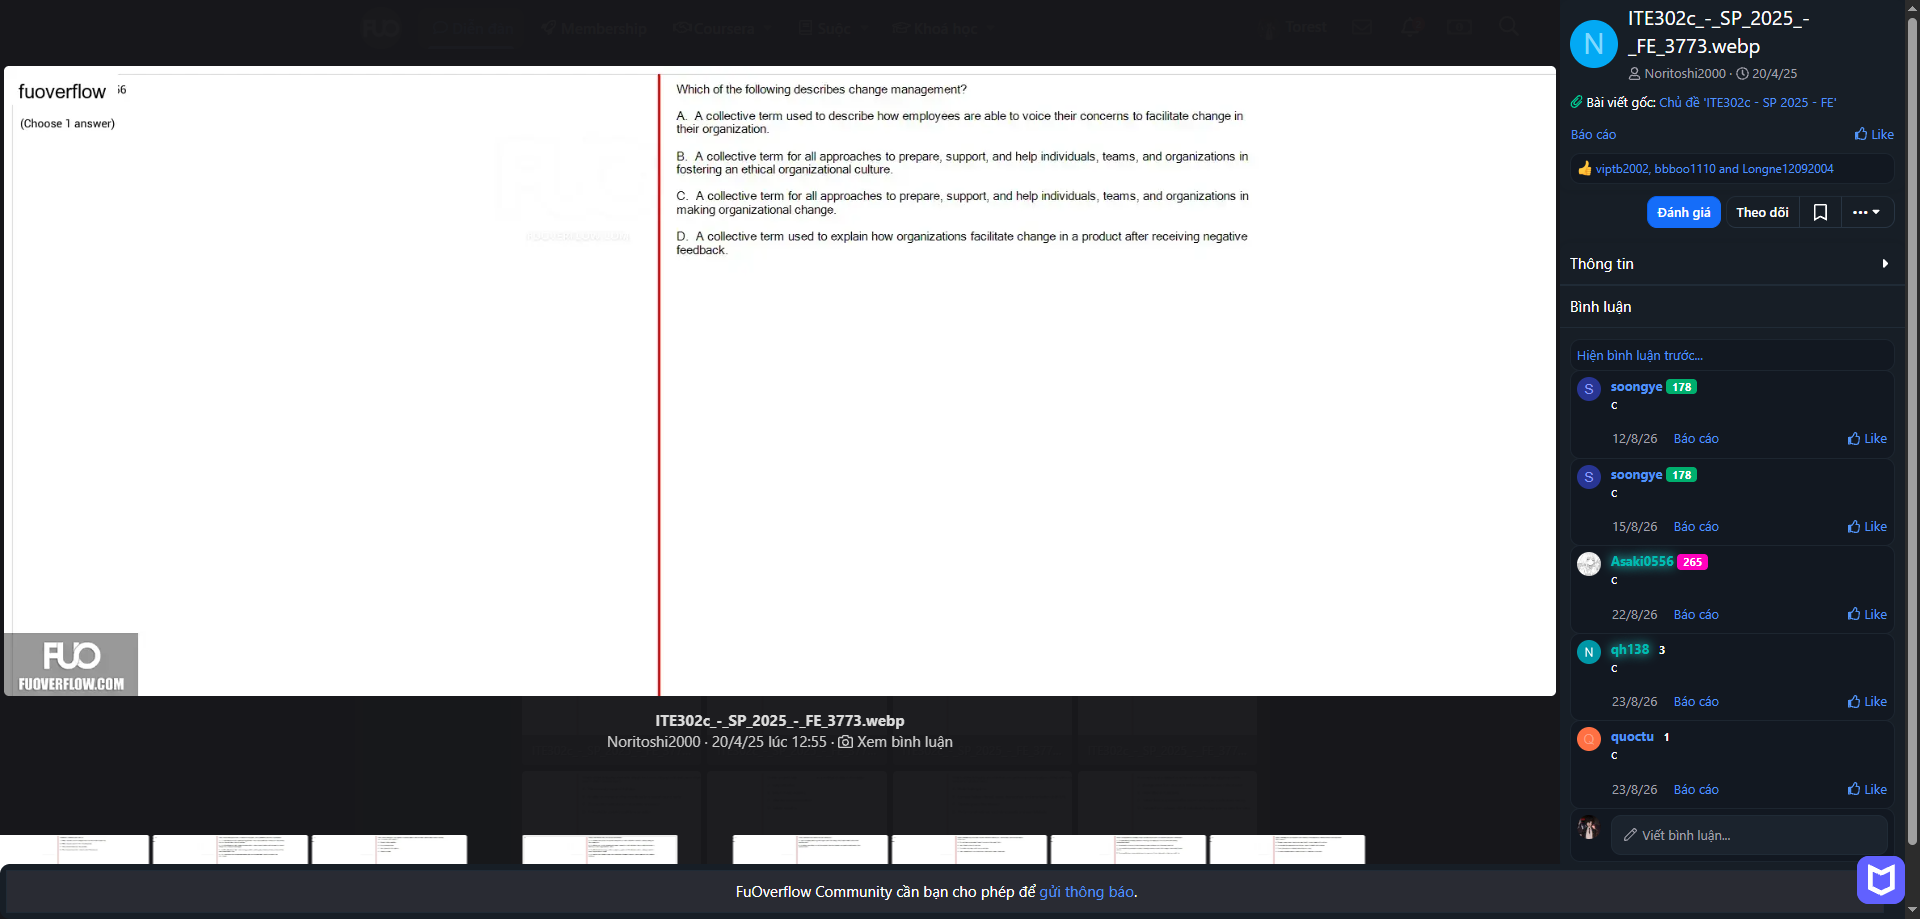 Membership
Coursera
Khoá học
fuoverflow
56
(Choose 1 answer)
Which of the following describes change management?
A. A collective term used to describe how employees are able to voice their concerns to facilitate change in
their organization.
B. A collective term for all approaches to prepare, support, and help individuals, teams, and organizations in
fostering an ethical organizational culture.
C. A collective term for all approaches to prepare, support, and help individuals, teams, and organizations in
making organizational change.
D. A collective term used to explain how organizations facilitate change in a product after receiving negative
feedback.
FUO
FUOVERFLOW.COM
ITE302c_-_SP_2025_-_FE_3773.webp
Noritoshi2000 · 20/4/25 lúc 12:55 · Xem bình luận
FuOverflow Community cần bạn cho phép để gửi thông báo.
N
ITE302c_-_SP_2025_-
_FE_3773.webp
Noritoshi2000 · 20/4/25
Bài viết gốc: Chủ đề 'ITE302c - SP 2025 - FE'
Báo cáo Like
viptb2002, bbboo1110 and Longne12092004
Đánh giá Theo dõi
Thông tin
Bình luận
Hiện bình luận trước...
S soongye 178
c
12/8/26 Báo cáo Like
S soongye 178
c
15/8/26 Báo cáo Like
Asaki0556 265
c
22/8/26 Báo cáo Like
N qh138 3
c
23/8/26 Báo cáo Like
Q quoctu 1
c
23/8/26 Báo cáo Like
Viết bình luận...